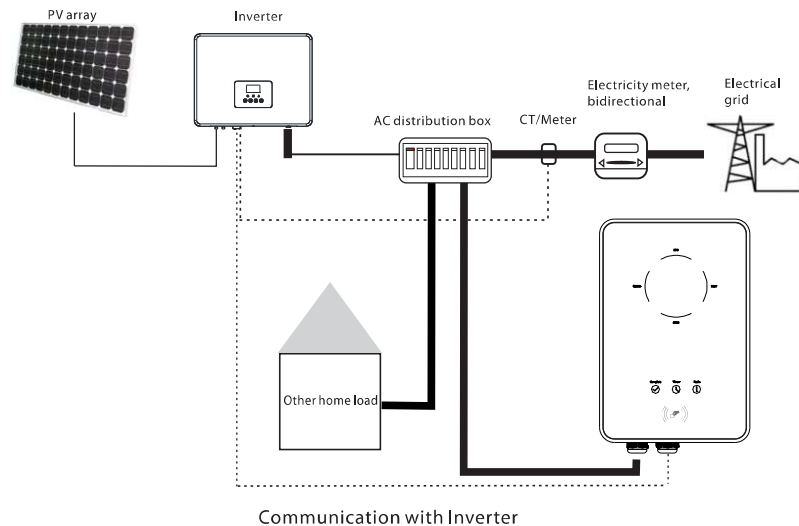 PV array
Inverter
Electricity meter,
bidirectional
Electrical
grid
AC distribution box
CT/Meter
Other home load
Communication with Inverter